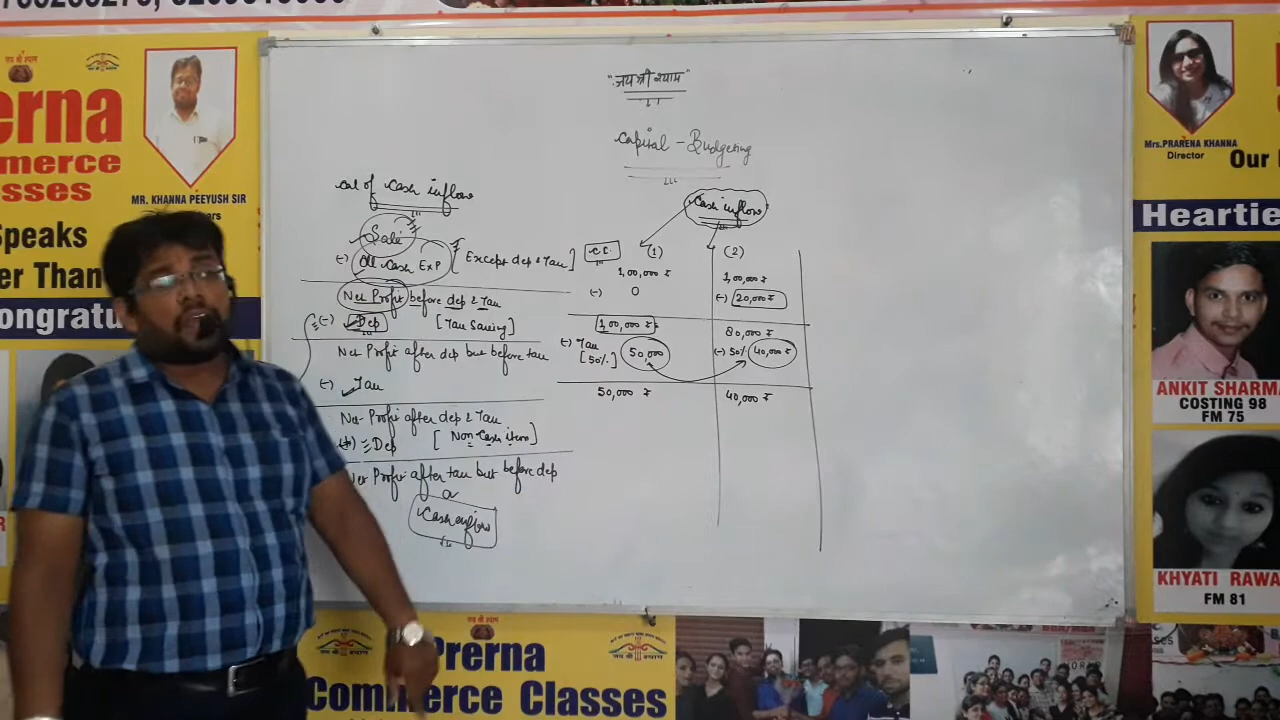 "जय श्री श्याम"
Capital - Budgeting
Cal of Cash inflow
Sale
(-) All Cash Exp [Except dep & Tax]
Net Profit before dep & Tax
(-) Dep [Tax Saving]
Net Profit after dep but before tax
(-) Tax
Net Profit after dep & Tax
(+) Dep [Non Cash item]
Net Profit after tax but before dep
or
Cash inflow
Cash inflow
(1) (2)
1,00,000 ₹ 1,00,000 ₹
(-) 0 (-) 20,000 ₹
1,00,000 ₹ 80,000 ₹
(-) Tax [50%] 50,000 (-) 50% 40,000 ₹
50,000 ₹ 40,000 ₹
erna
mmerce
sses
MR. KHANNA PEEYUSH SIR
Speaks
er Than
ongratu
Mrs.PRARENA KHANNA
Director
Our
Heartie
ANKIT SHARMA
COSTING 98
FM 75
KHYATI RAWA
FM 81
Prerna
Commerce Classes